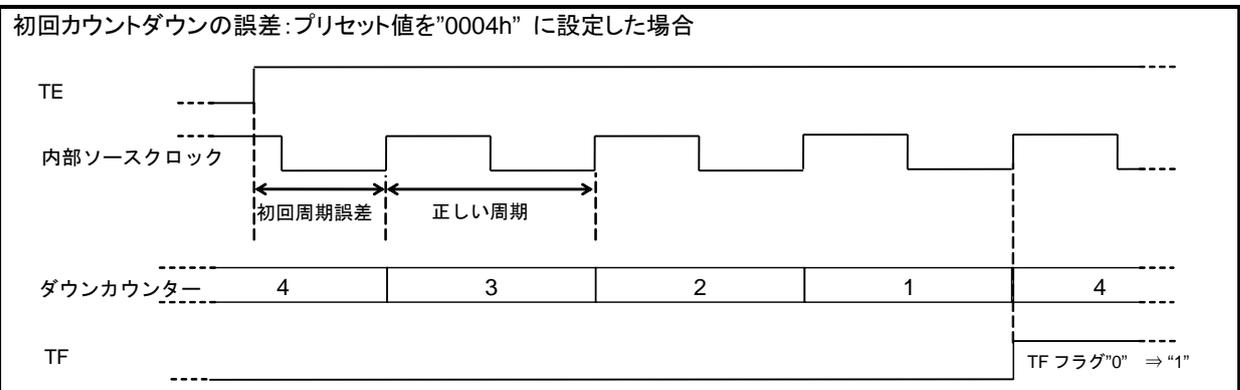 初回カウントダウンの誤差：プリセット値を”0004h” に設定した場合
TE
内部ソースクロック
初回周期誤差
正しい周期
ダウンカウンター
4
3
2
1
4
TF
TF フラグ”0” ⇒ “1”